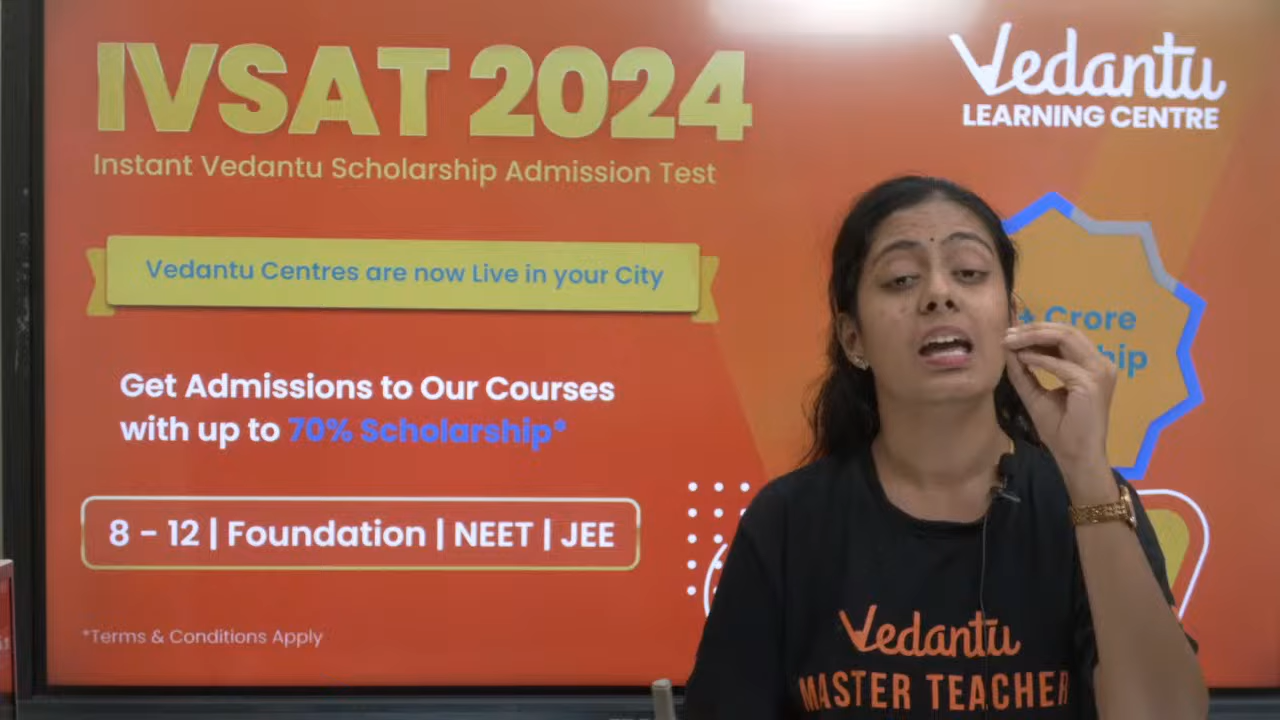 IVSAT 2024
Instant Vedantu Scholarship Admission Test
Vedantu
LEARNING CENTRE
Vedantu Centres are now Live in your City
+ Crore
Get Admissions to Our Courses
with up to 70% Scholarship*
8 - 12 | Foundation | NEET | JEE
*Terms & Conditions Apply
Vedantu
MASTER TEACHER